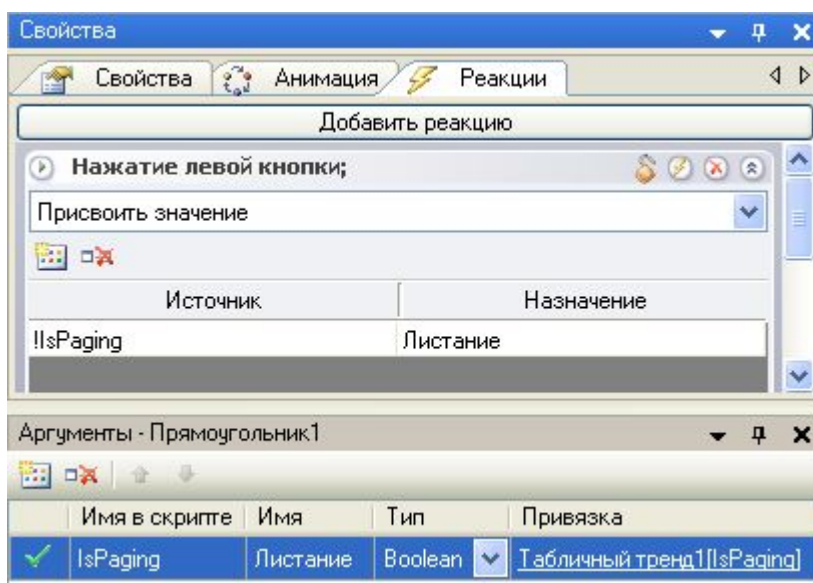 Свойства
Свойства Анимация Реакции
Добавить реакцию
Нажатие левой кнопки;
Присвоить значение
Источник Назначение
!IsPaging Листание
Аргументы - Прямоугольник1
Имя в скрипте Имя Тип Привязка
IsPaging Листание Boolean Табличный тренд1[IsPaging]